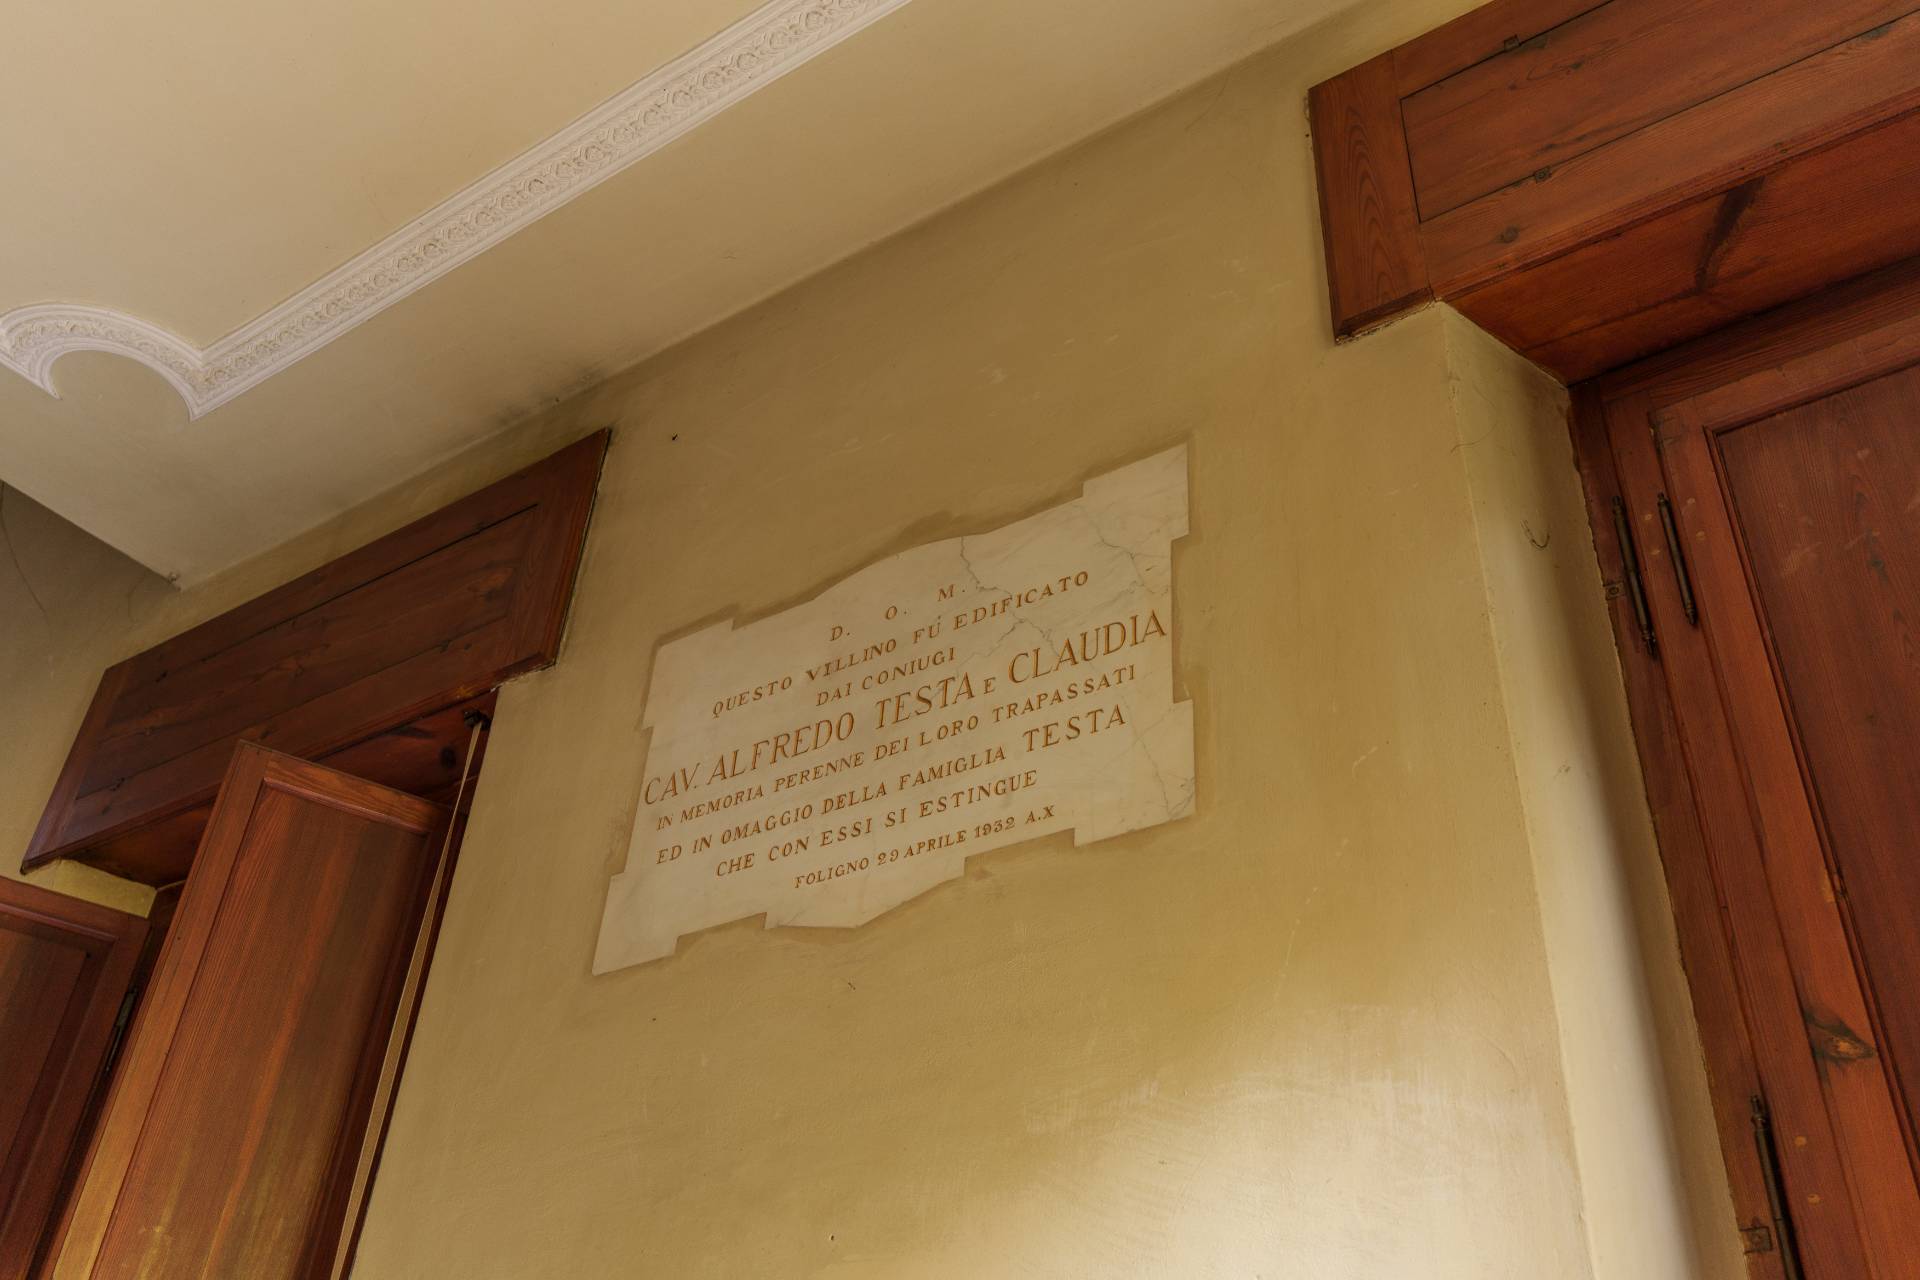 D. O. M.
QUESTO VILLINO FÚ EDIFICATO
DAI CONIUGI
CAV. ALFREDO TESTA E CLAUDIA
IN MEMORIA PERENNE DEI LORO TRAPASSATI
ED IN OMAGGIO DELLA FAMIGLIA TESTA
CHE CON ESSI SI ESTINGUE
FOLIGNO 29 APRILE 1932 A.X